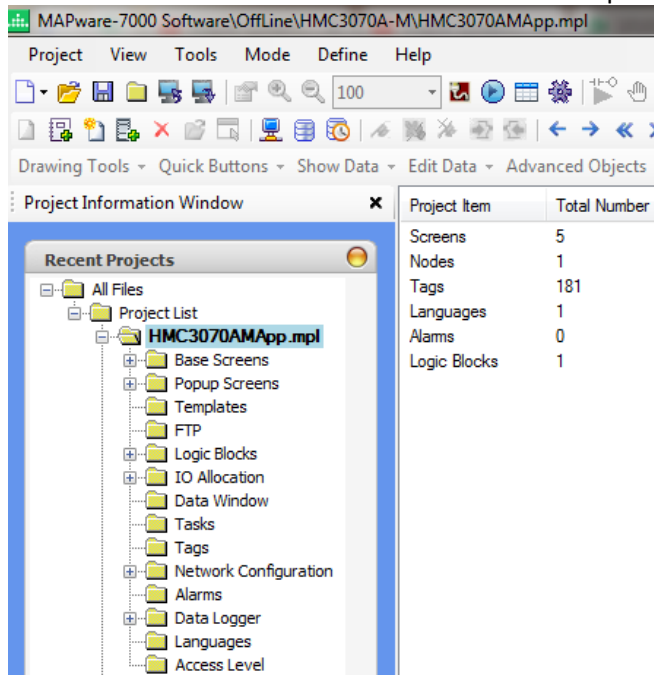 MAPware-7000 Software\OffLine\HMC3070A-M\HMC3070AMApp.mpl
Project View Tools Mode Define Help
100
Drawing Tools Quick Buttons Show Data Edit Data Advanced Objects
Project Information Window
Project Item Total Number
Recent Projects
All Files
Project List
HMC3070AMApp.mpl
Base Screens
Popup Screens
Templates
FTP
Logic Blocks
IO Allocation
Data Window
Tasks
Tags
Network Configuration
Alarms
Data Logger
Languages
Access Level
Screens 5
Nodes 1
Tags 181
Languages 1
Alarms 0
Logic Blocks 1